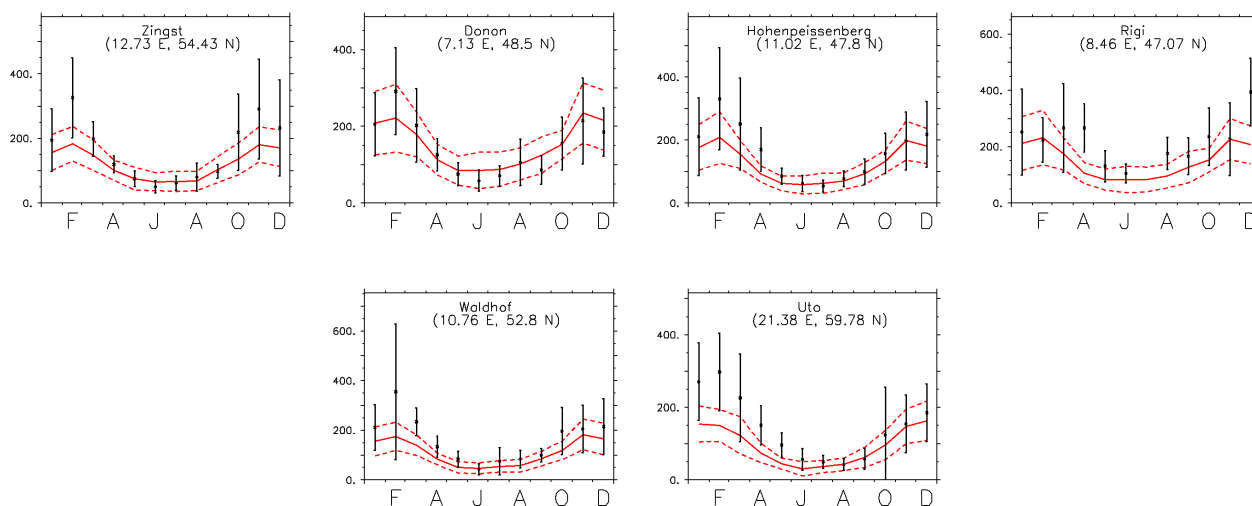 Zingst
(12.73 E, 54.43 N)
400.
200.
0.
F A J A O D
Donon
(7.13 E, 48.5 N)
400.
200.
0.
F A J A O D
Hohenpeissenberg
(11.02 E, 47.8 N)
400.
200.
0.
F A J A O D
Rigi
(8.46 E, 47.07 N)
600.
400.
200.
0.
F A J A O D
Waldhof
(10.76 E, 52.8 N)
600.
400.
200.
0.
F A J A O D
Uto
(21.38 E, 59.78 N)
400.
200.
0.
F A J A O D